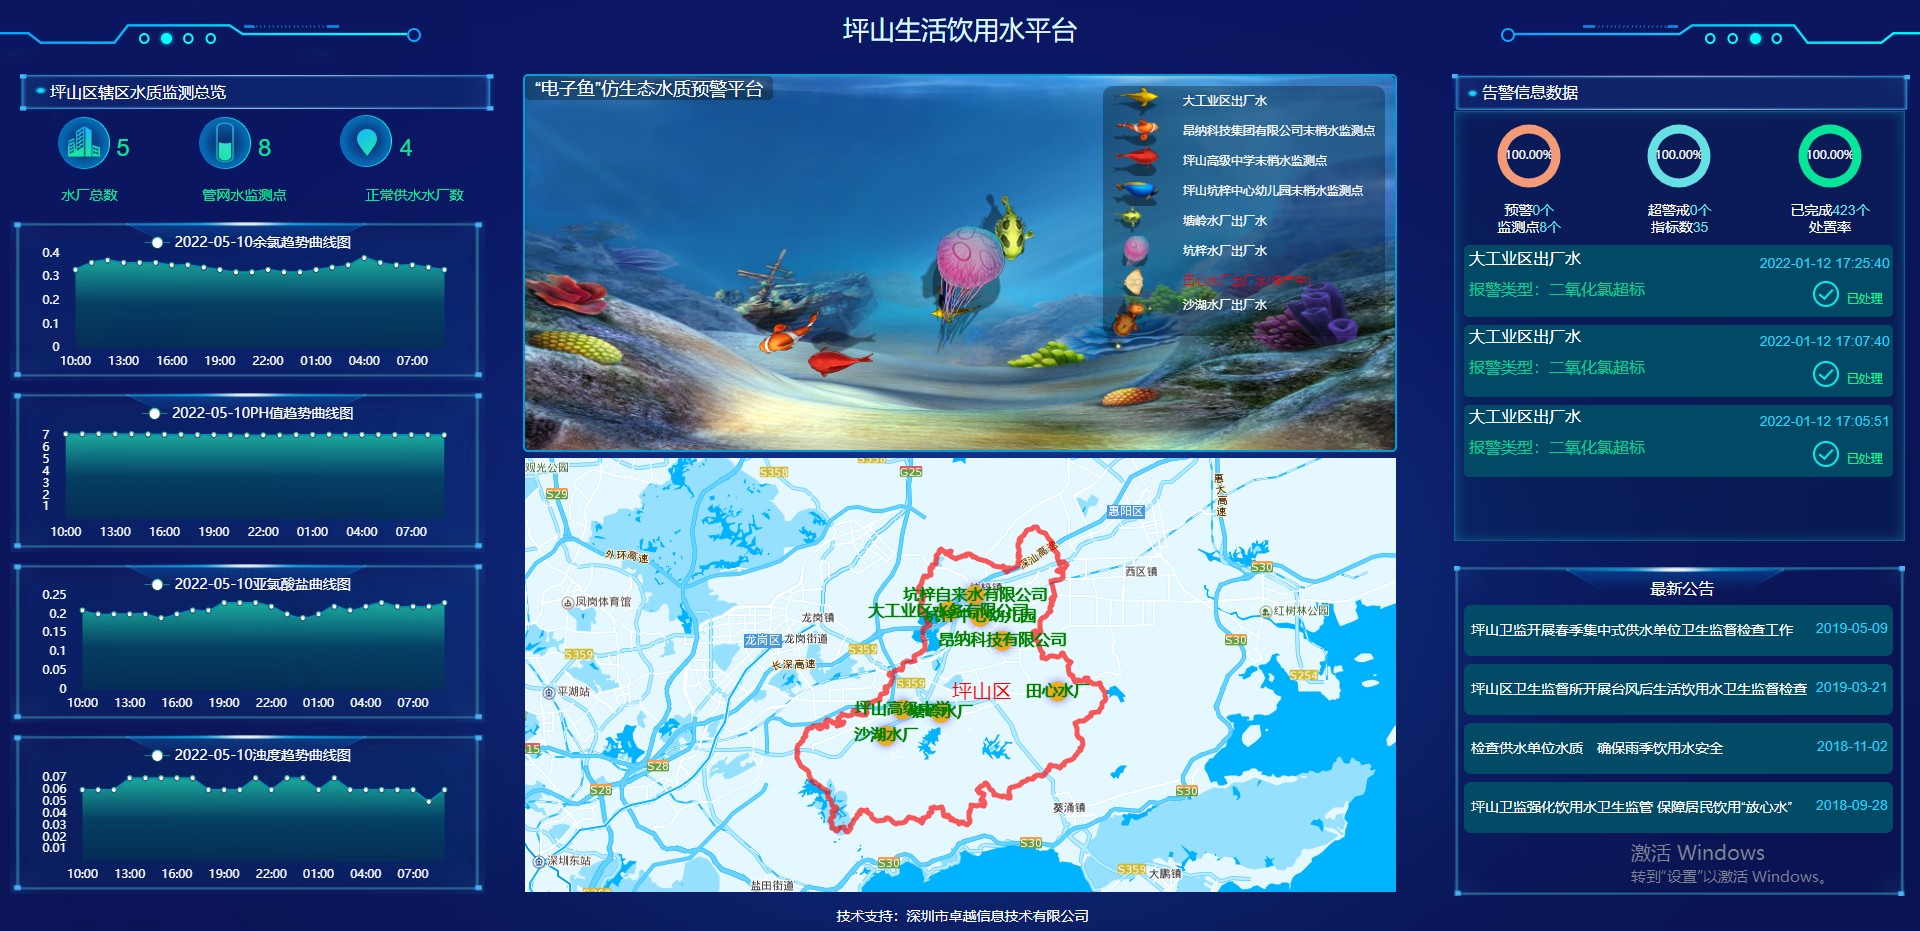 坪山生活饮用水平台
坪山区辖区水质监测总览
5
8
4
水厂总数
管网水监测点
正常供水水厂数
2022-05-10余氯趋势曲线图
0.4
0.3
0.2
0.1
0
10:00 13:00 16:00 19:00 22:00 01:00 04:00 07:00
2022-05-10PH值趋势曲线图
7
6
5
4
3
2
1
10:00 13:00 16:00 19:00 22:00 01:00 04:00 07:00
2022-05-10亚氯酸盐曲线图
0.25
0.2
0.15
0.1
0.05
0
10:00 13:00 16:00 19:00 22:00 01:00 04:00 07:00
2022-05-10浊度趋势曲线图
0.07
0.06
0.05
0.04
0.03
0.02
0.01
10:00 13:00 16:00 19:00 22:00 01:00 04:00 07:00
“电子鱼”仿生态水质预警平台
大工业区出厂水
昂纳科技集团有限公司末梢水监测点
坪山高级中学末梢水监测点
坪山坑梓中心幼儿园末梢水监测点
塘岭水厂出厂水
坑梓水厂出厂水
沙湖水厂出厂水
观光公园
S358
G25
S29
惠大高速
惠阳区
外环高速
深汕高速
西区镇
S30
凤岗体育馆
坑梓自来水有限公司
红树林公园
龙岗镇
龙岗区
龙岗街道
昂纳科技有限公司
S30
S359
S359
长深高速
S359
坪山区
田心水厂
S254
平湖站
塘岭水厂
沙湖水厂
15
S28
S28
S30
葵涌镇
深圳东站
S30
S30
S359
大鹏镇
盐田街道
技术支持：深圳市卓越信息技术有限公司
告警信息数据
100.00%
100.00%
100.00%
预警0个
监测点8个
超警戒0个
指标数35
已完成423个
处置率
大工业区出厂水
2022-01-12 17:25:40
报警类型：二氧化氯超标
已处理
大工业区出厂水
2022-01-12 17:07:40
报警类型：二氧化氯超标
已处理
大工业区出厂水
2022-01-12 17:05:51
报警类型：二氧化氯超标
已处理
最新公告
坪山卫监开展春季集中式供水单位卫生监督检查工作 2019-05-09
坪山区卫生监督所开展台风后生活饮用水卫生监督检查 2019-03-21
检查供水单位水质 确保雨季饮用水安全 2018-11-02
坪山卫监强化饮用水卫生监管 保障居民饮用“放心水” 2018-09-28
激活 Windows
转到“设置”以激活 Windows。